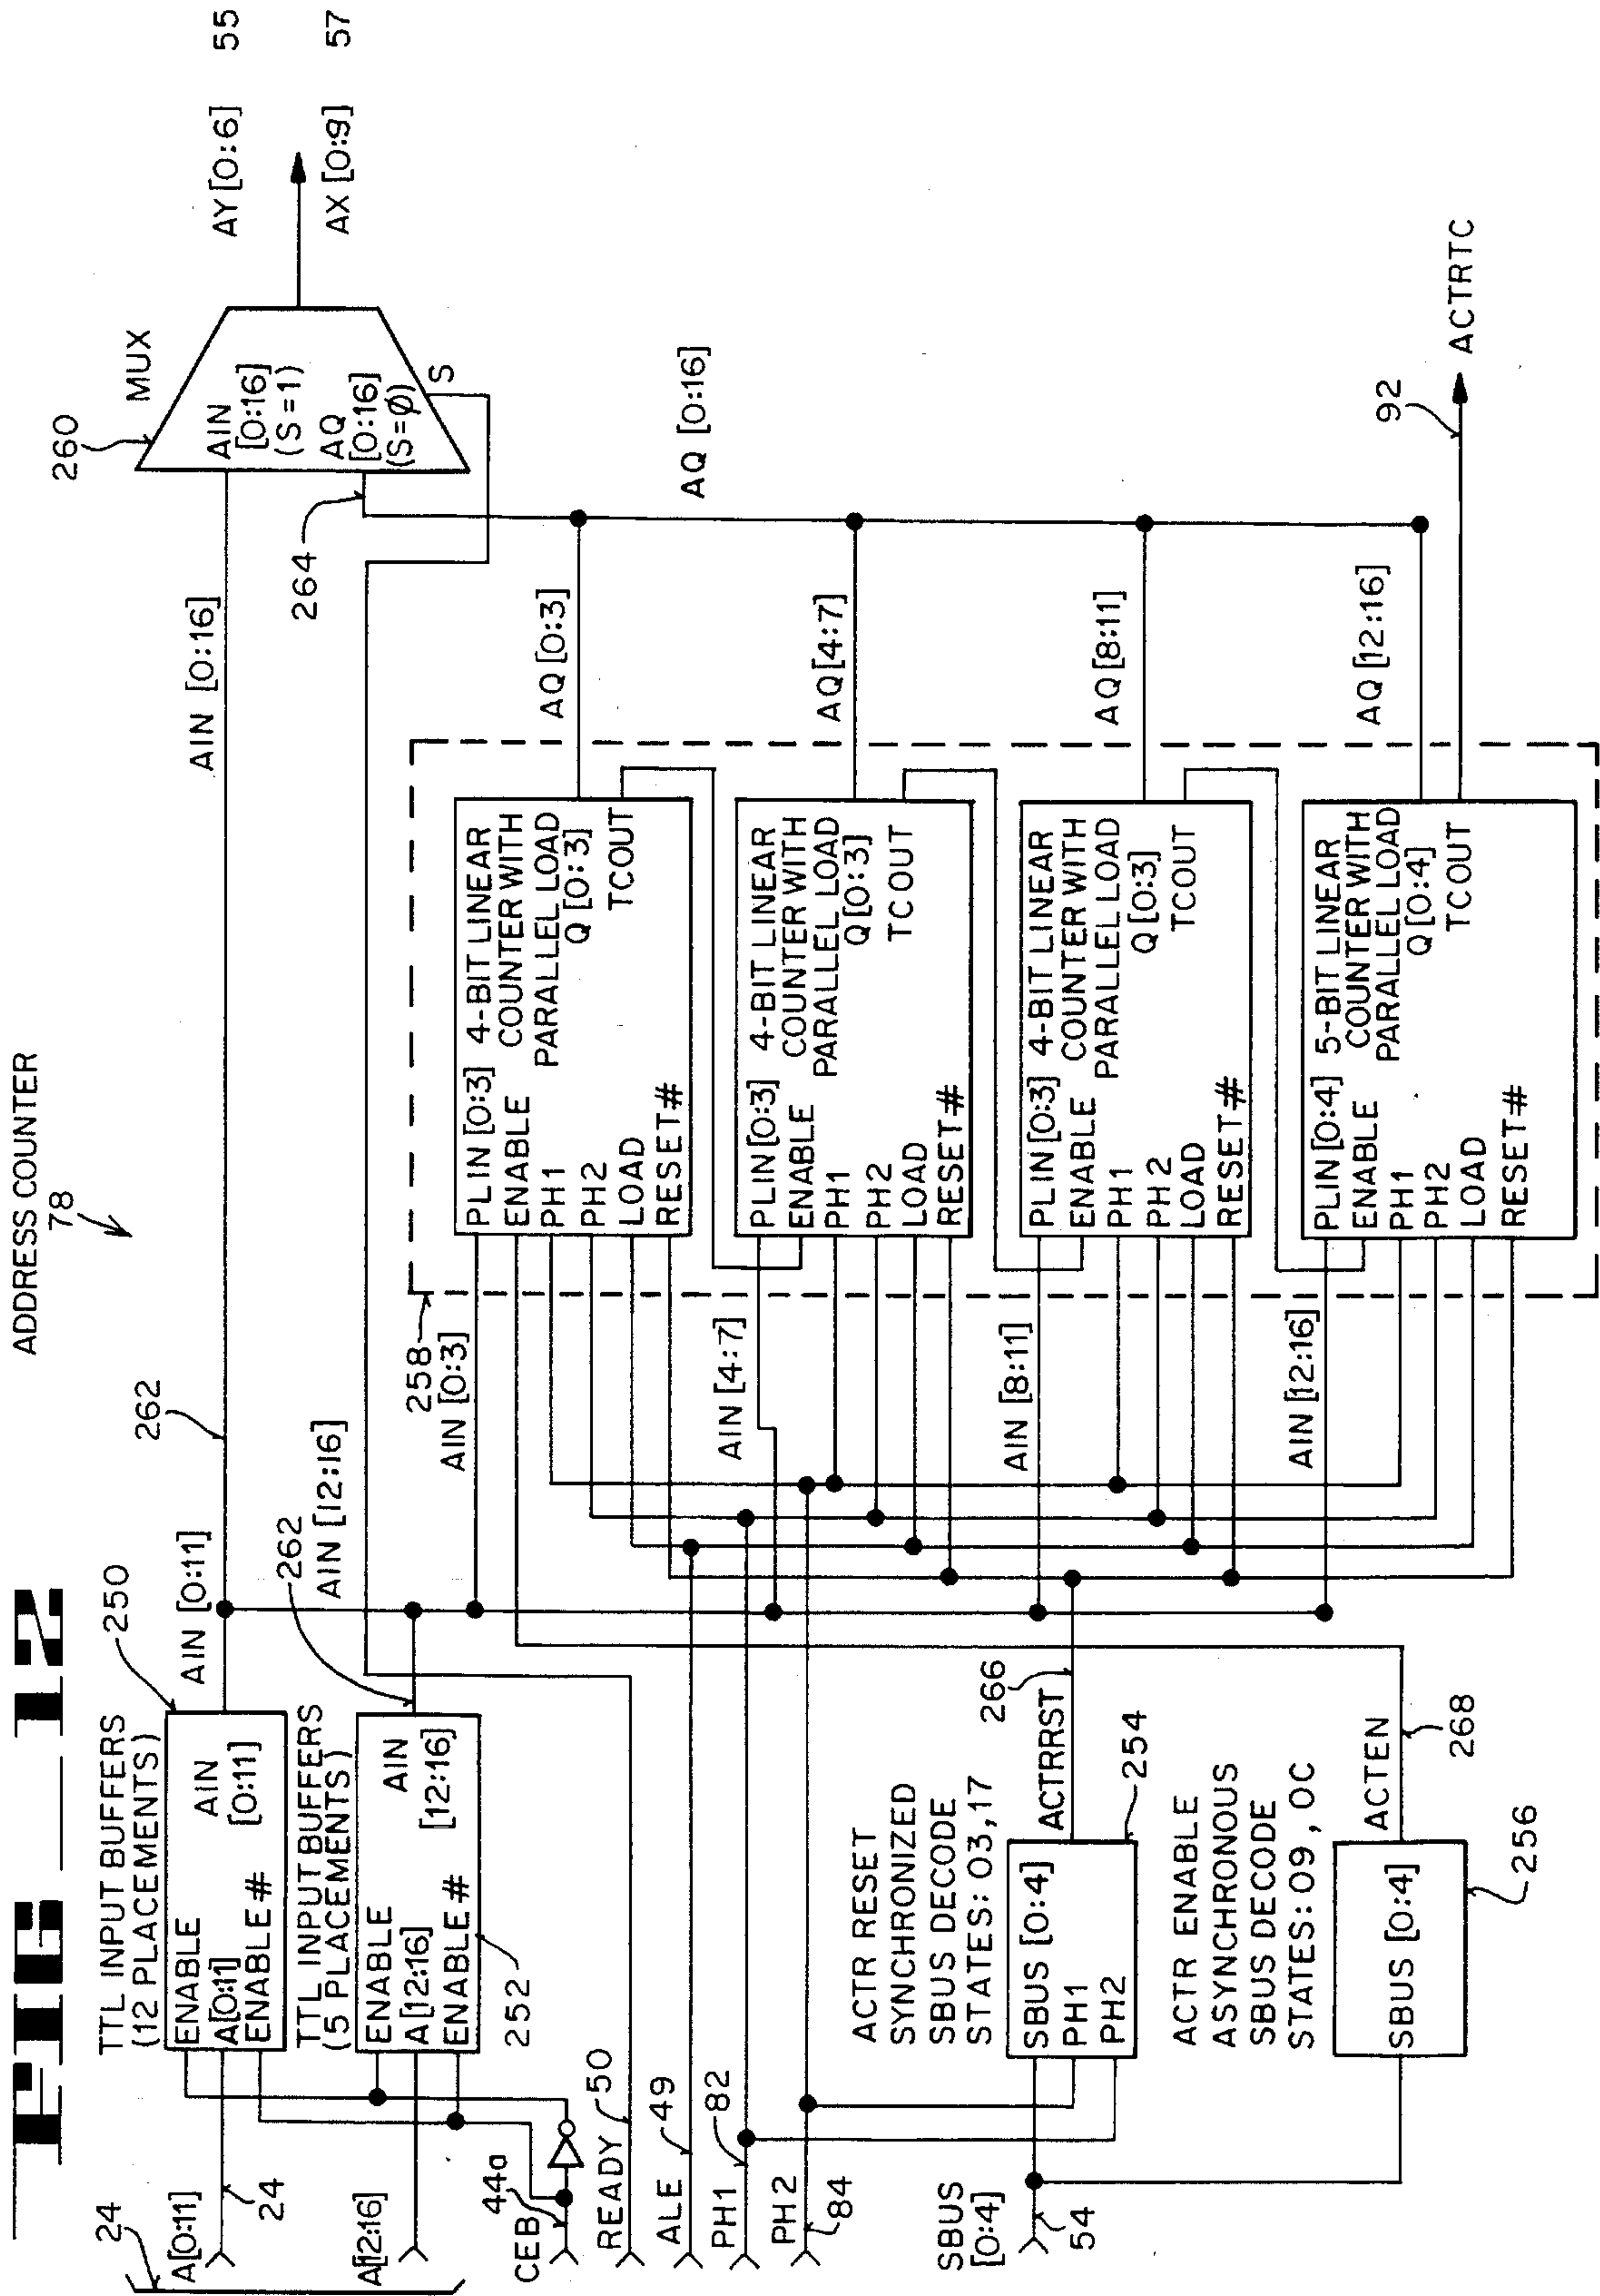 FIG 12
ADDRESS COUNTER
78
24
A[0:11]
24
A[12:16]
CEB
44a
READY
50
ALE
49
PH1
82
PH2
84
SBUS
[0:4]
54
TTL INPUT BUFFERS
(12 PLACEMENTS)
250
ENABLE
A[0:11]
ENABLE#
AIN
[0:11]
AIN [0:11]
TTL INPUT BUFFERS
(5 PLACEMENTS)
ENABLE
A[12:16]
ENABLE#
AIN
[12:16]
252
262
AIN [12:16]
262
AIN [0:16]
ACTR RESET
SYNCHRONIZED
SBUS DECODE
STATES: 03,17
SBUS [0:4]
PH1
PH2
254
ACTRRST
266
ACTR ENABLE
ASYNCHRONOUS
SBUS DECODE
STATES: 09, 0C
SBUS [0:4]
256
ACTEN
268
258
AIN [0:3]
AIN [4:7]
AIN [8:11]
AIN [12:16]
PLIN [0:3] 4-BIT LINEAR
ENABLE COUNTER WITH
PH1 PARALLEL LOAD
PH2 Q [0:3]
LOAD TCOUT
RESET#
PLIN [0:3] 4-BIT LINEAR
ENABLE COUNTER WITH
PH1 PARALLEL LOAD
PH2 Q [0:3]
LOAD TCOUT
RESET#
PLIN [0:3] 4-BIT LINEAR
ENABLE COUNTER WITH
PH1 PARALLEL LOAD
PH2 Q [0:3]
LOAD TCOUT
RESET#
PLIN [0:4] 5-BIT LINEAR
ENABLE COUNTER WITH
PH1 PARALLEL LOAD
PH2 Q [0:4]
LOAD TCOUT
RESET#
AQ [0:3]
AQ [4:7]
AQ [8:11]
AQ [12:16]
AQ [0:16]
264
260
MUX
AIN
[0:16]
(S=1)
AQ
[0:16]
(S=Ø)
S
AY [0:6] 55
AX [0:9] 57
92
ACTRTC